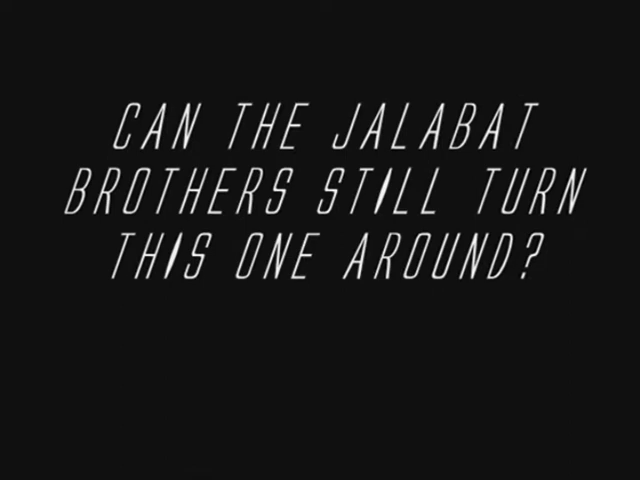 CAN THE JALABAT
BROTHERS STILL TURN
THIS ONE AROUND?